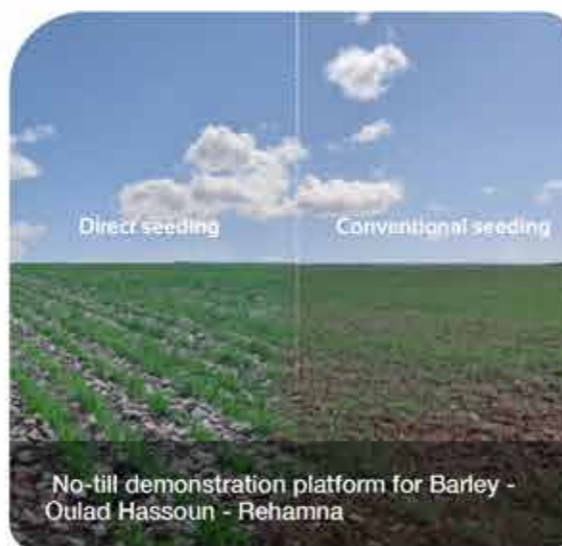 Direct seeding
Conventional seeding
No-till demonstration platform for Barley -
Oulad Hassoun - Rehamna